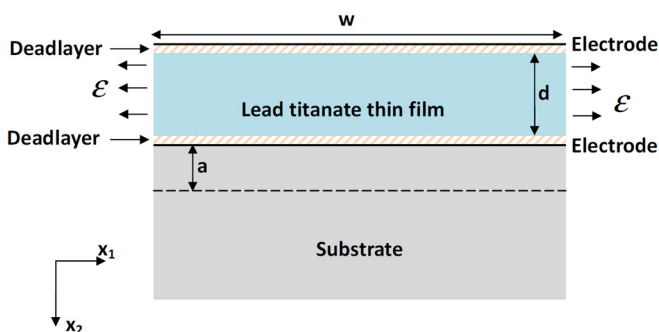 w
Deadlayer
Electrode
ε
d
ε
Lead titanate thin film
Deadlayer
Electrode
a
Substrate
x1
x2